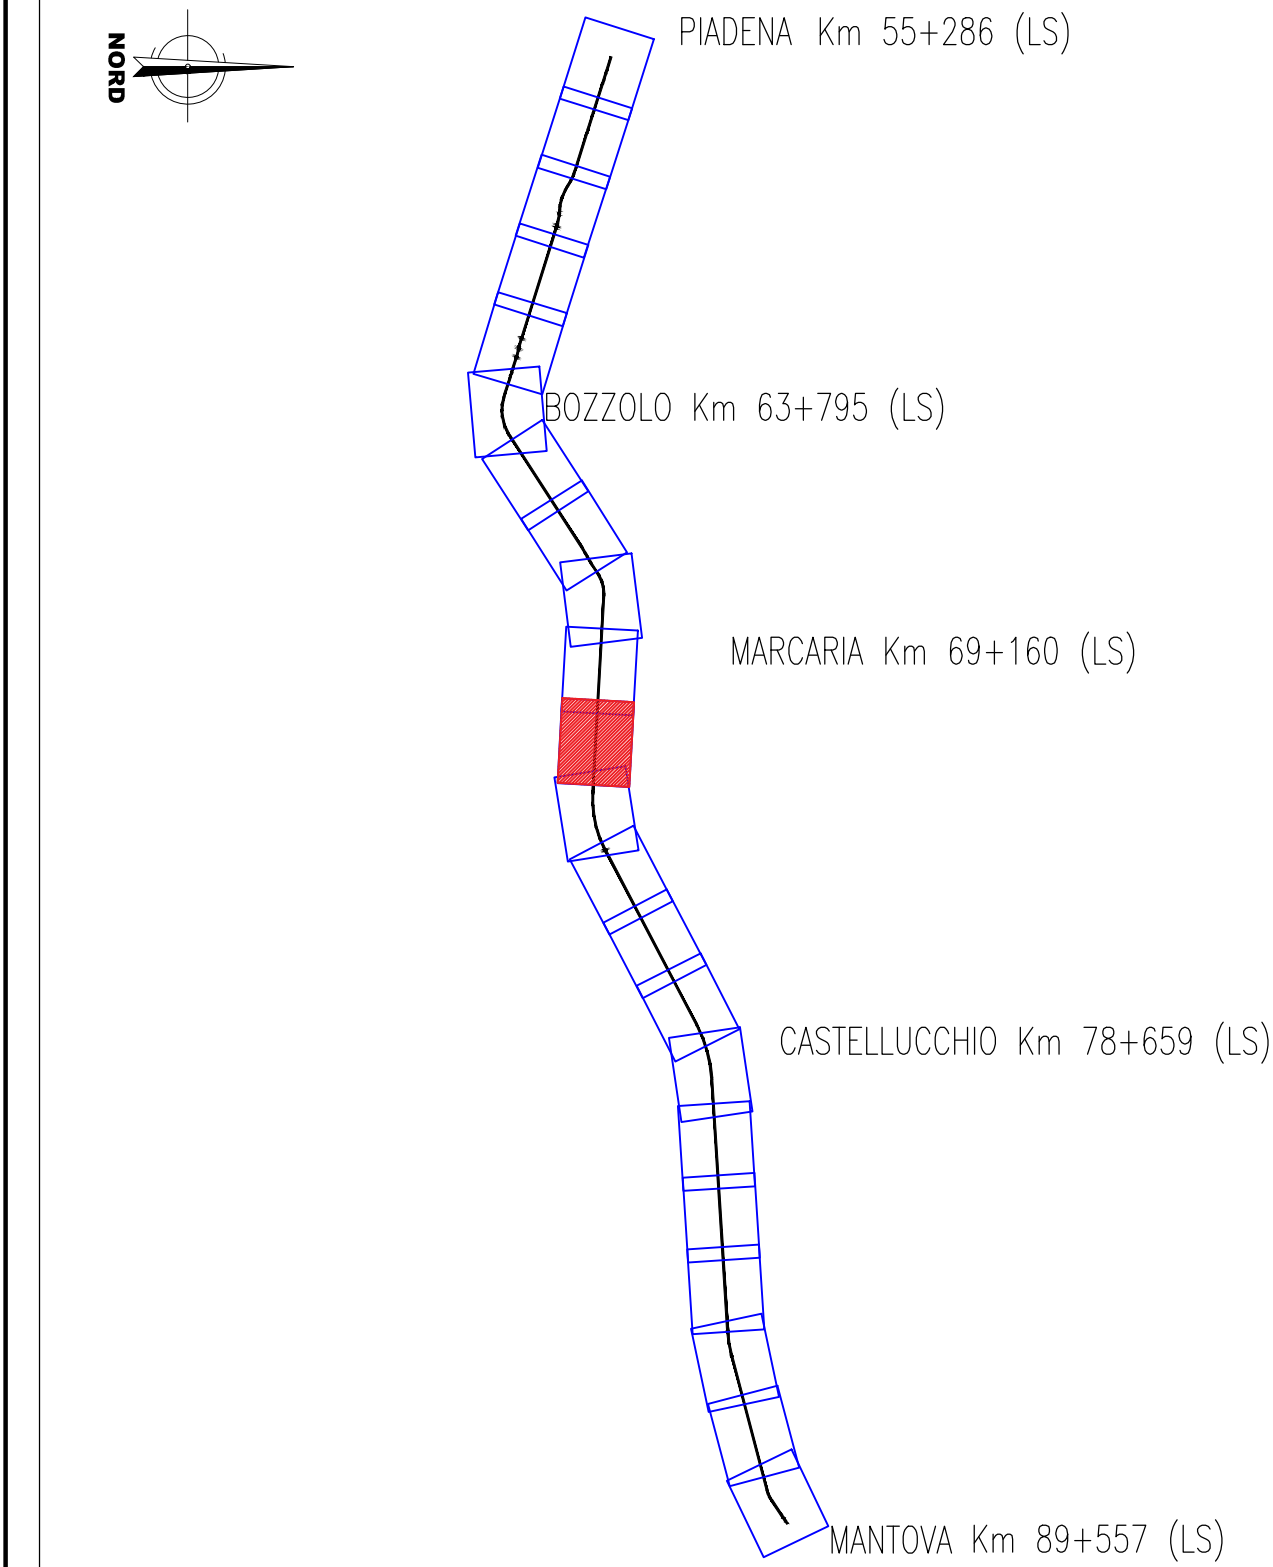 NORD
PIADENA Km 55+286 (LS)
BOZZOLO Km 63+795 (LS)
MARCARIA Km 69+160 (LS)
CASTELLUCCHIO Km 78+659 (LS)
MANTOVA Km 89+557 (LS)